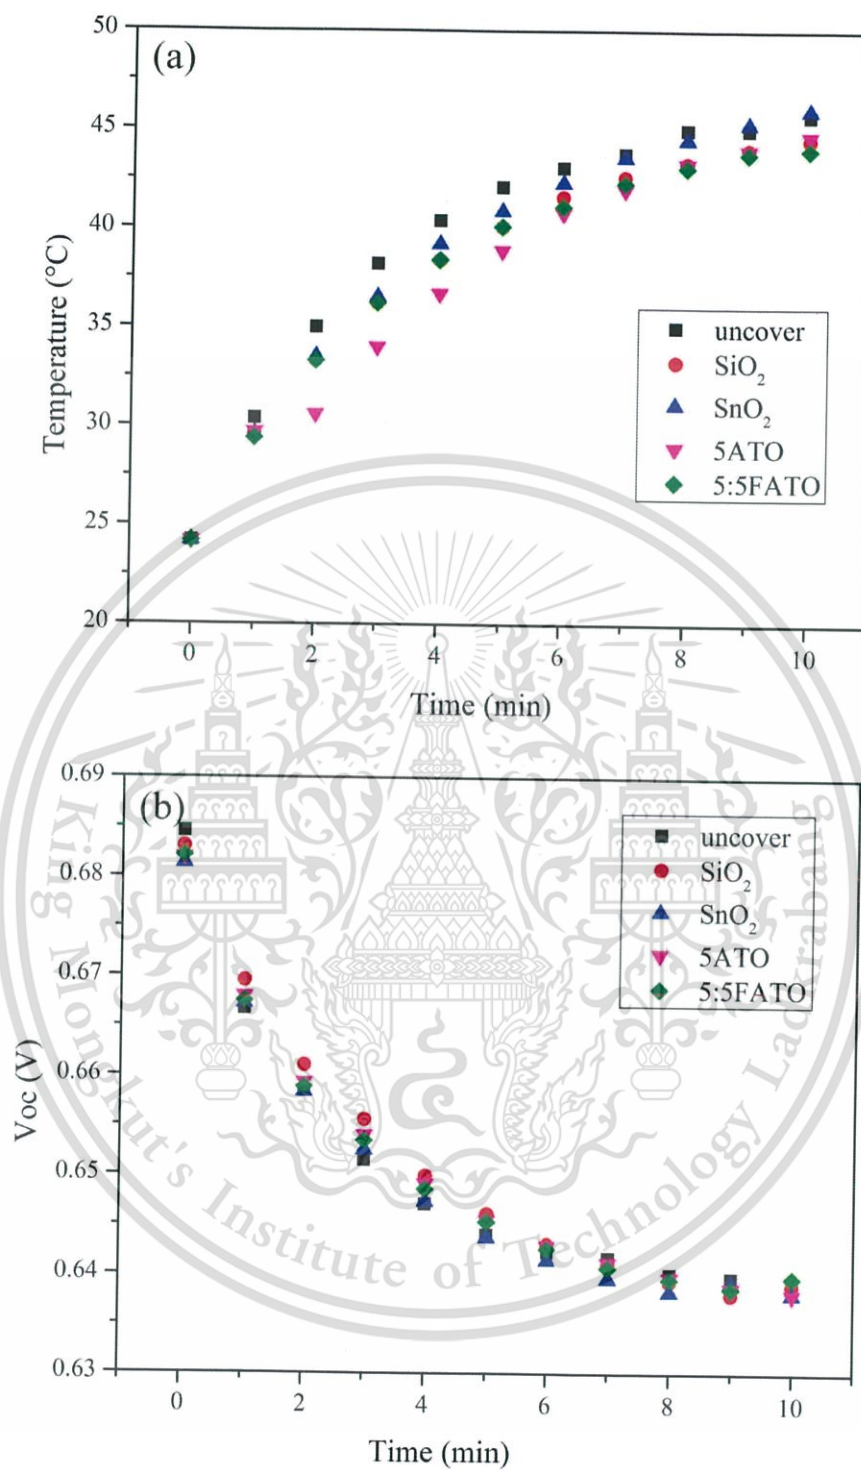 (a)
50
45
40
35
30
25
20
Temperature (°C)
uncover
SiO₂
SnO₂
5ATO
5:5FATO
0 2 4 6 8 10
Time (min)
(b)
0.69
0.68
0.67
0.66
0.65
0.64
0.63
Voc (V)
uncover
SiO₂
SnO₂
5ATO
5:5FATO
0 2 4 6 8 10
Time (min)
King Mongkut's Institute of Technology Ladkrabang